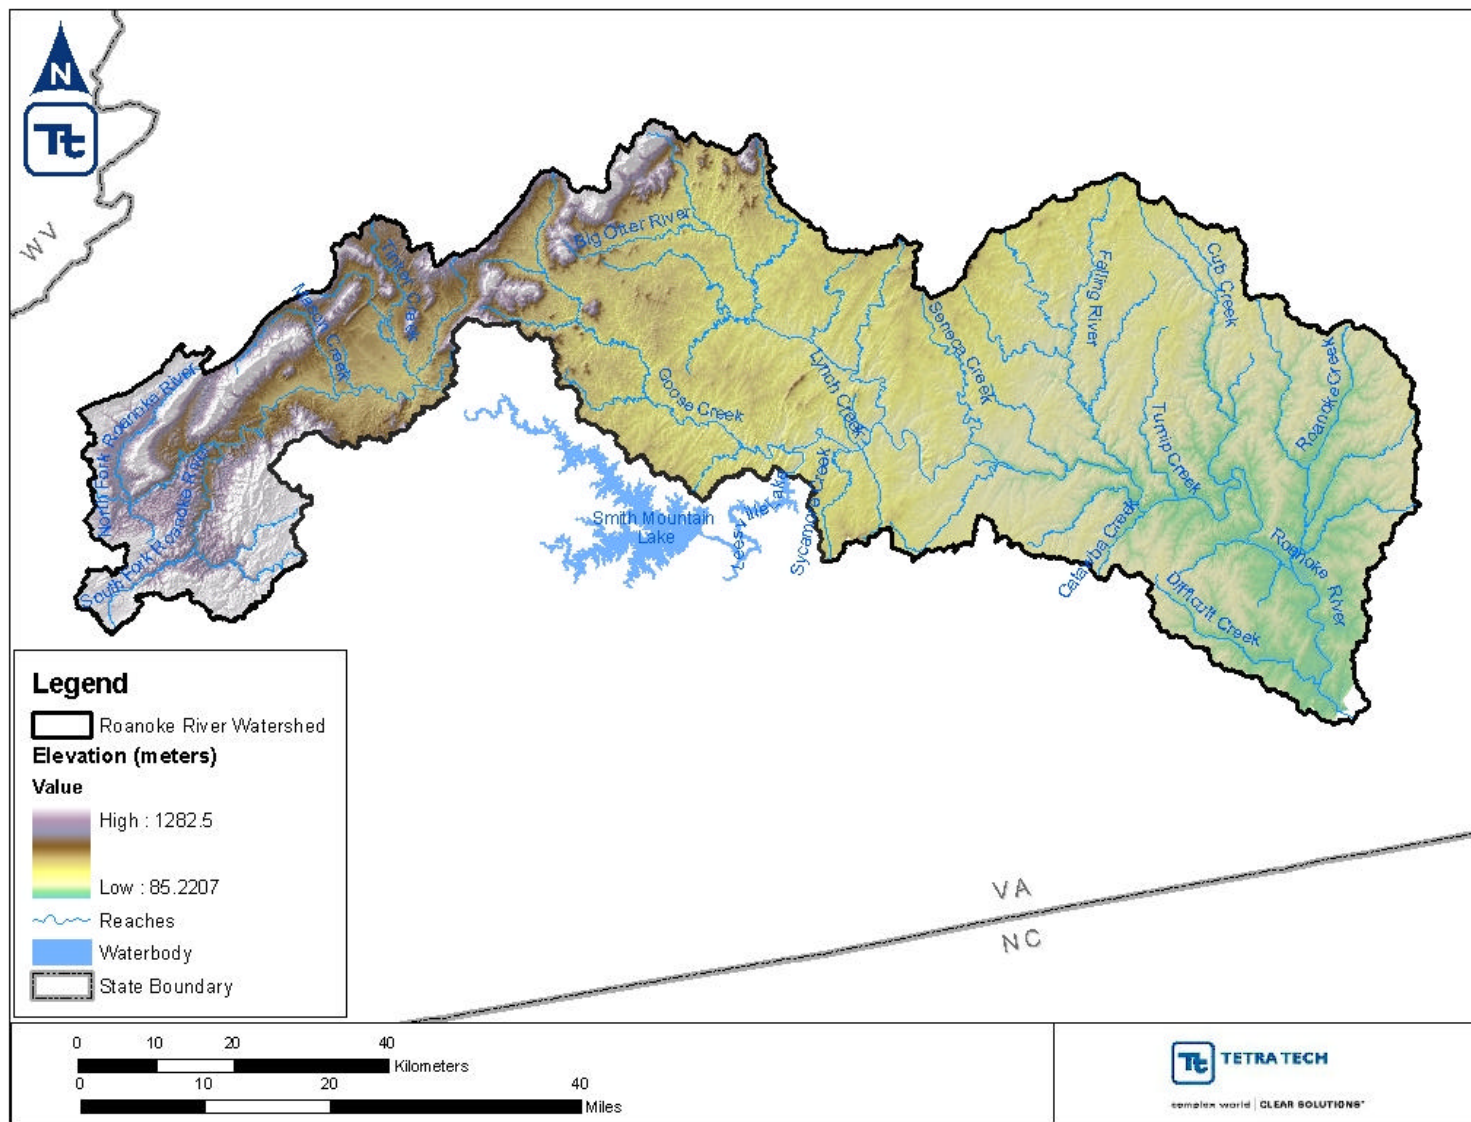 N
Tt
WV
Big Otter River
Tinker Creek
Mason Creek
Falling River
Cub Creek
Seneca Creek
Lynch Creek
Roanoke Creek
Goose Creek
North Fork Roanoke River
Turnip Creek
South Fork Roanoke River
Smith Mountain
Lake
Leesville Lake
Sycamore Creek
Catawba Creek
Roanoke River
Difficult Creek
Legend
Roanoke River Watershed
Elevation (meters)
Value
High : 1282.5
Low : 85.2207
Reaches
Waterbody
State Boundary
VA
NC
0 10 20 40
Kilometers
0 10 20 40
Miles
Tt TETRA TECH
complex world | CLEAR SOLUTIONS™